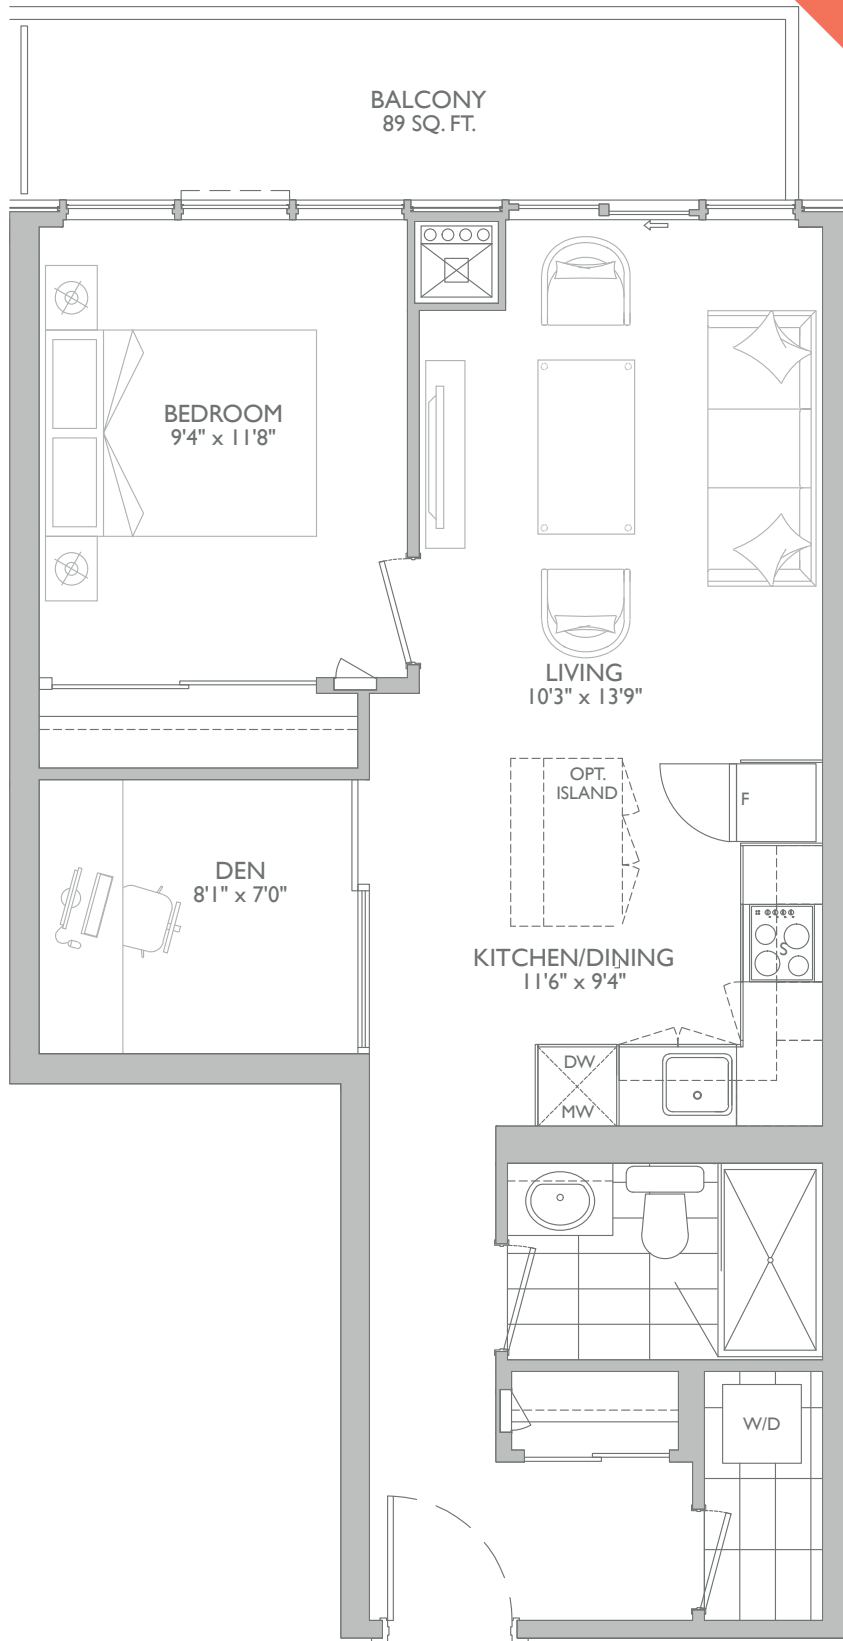 BALCONY
89 SQ. FT.
BEDROOM
9'4" x 11'8"
LIVING
10'3" x 13'9"
OPT.
ISLAND
F
DEN
8'1" x 7'0"
S
KITCHEN/DINING
11'6" x 9'4"
DW
MW
W/D